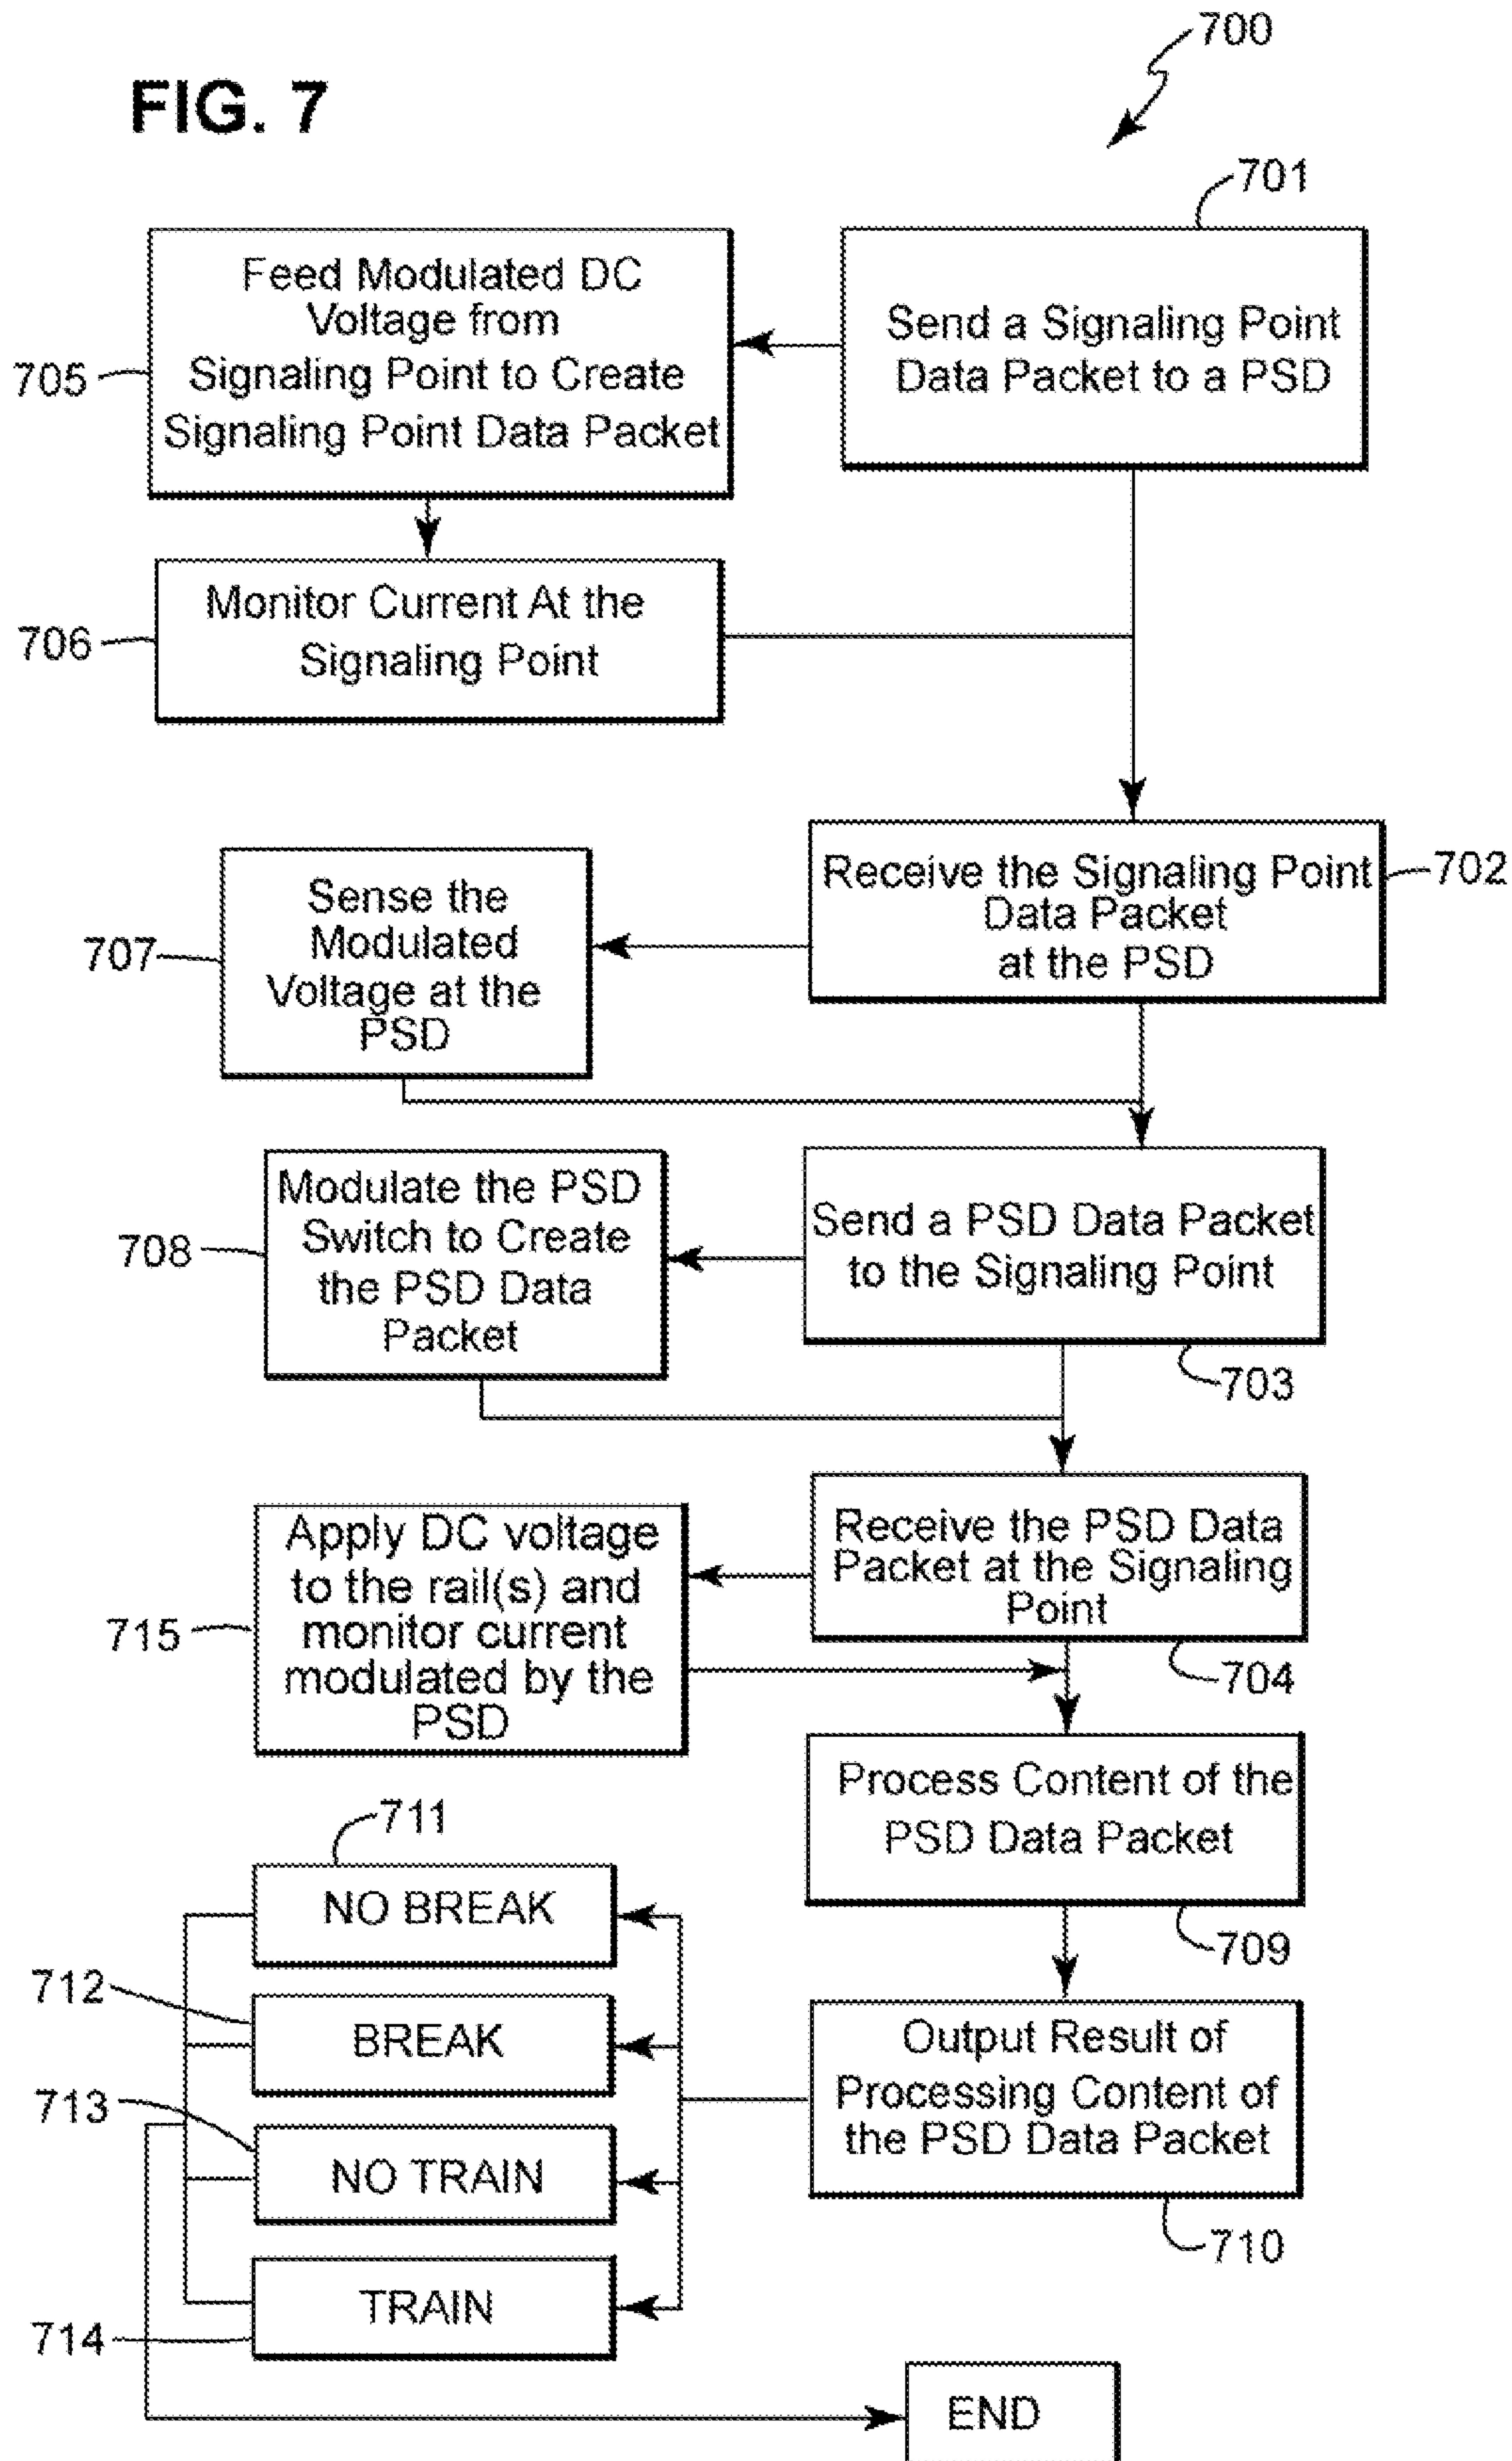 700
FIG. 7
701
Feed Modulated DC
Voltage from
Signaling Point to Create
Signaling Point Data Packet
705
Send a Signaling Point
Data Packet to a PSD
Monitor Current At the
Signaling Point
706
Receive the Signaling Point
Data Packet
at the PSD
702
Sense the
Modulated
Voltage at the
PSD
707
Modulate the PSD
Switch to Create
the PSD Data
Packet
708
Send a PSD Data Packet
to the Signaling Point
703
Apply DC voltage
to the rail(s) and
monitor current
modulated by the
PSD
715
Receive the PSD Data
Packet at the Signaling
Point
704
Process Content of the
PSD Data Packet
709
711
NO BREAK
712
BREAK
713
NO TRAIN
TRAIN
714
Output Result of
Processing Content of
the PSD Data Packet
710
END